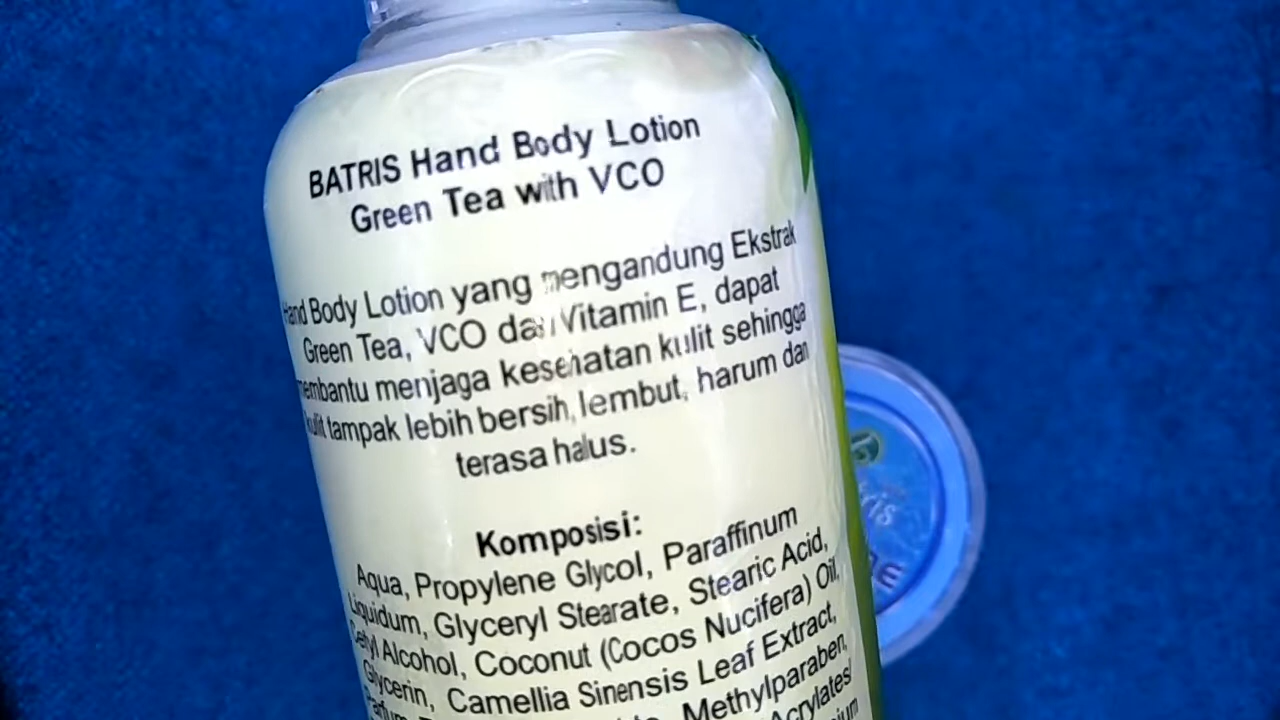 BATRIS Hand Body Lotion
Green Tea with VCO
Hand Body Lotion yang mengandung Ekstrak
Green Tea, VCO dan Vitamin E, dapat
membantu menjaga kesehatan kulit sehingga
kulit tampak lebih bersih, lembut, harum dan
terasa halus.
Komposisi:
Aqua, Propylene Glycol, Paraffinum
Liquidum, Glyceryl Stearate, Stearic Acid,
Cetyl Alcohol, Coconut (Cocos Nucifera) Oil,
Glycerin, Camellia Sinensis Leaf Extract,
Parfum, Methylparaben,
Acrylates/